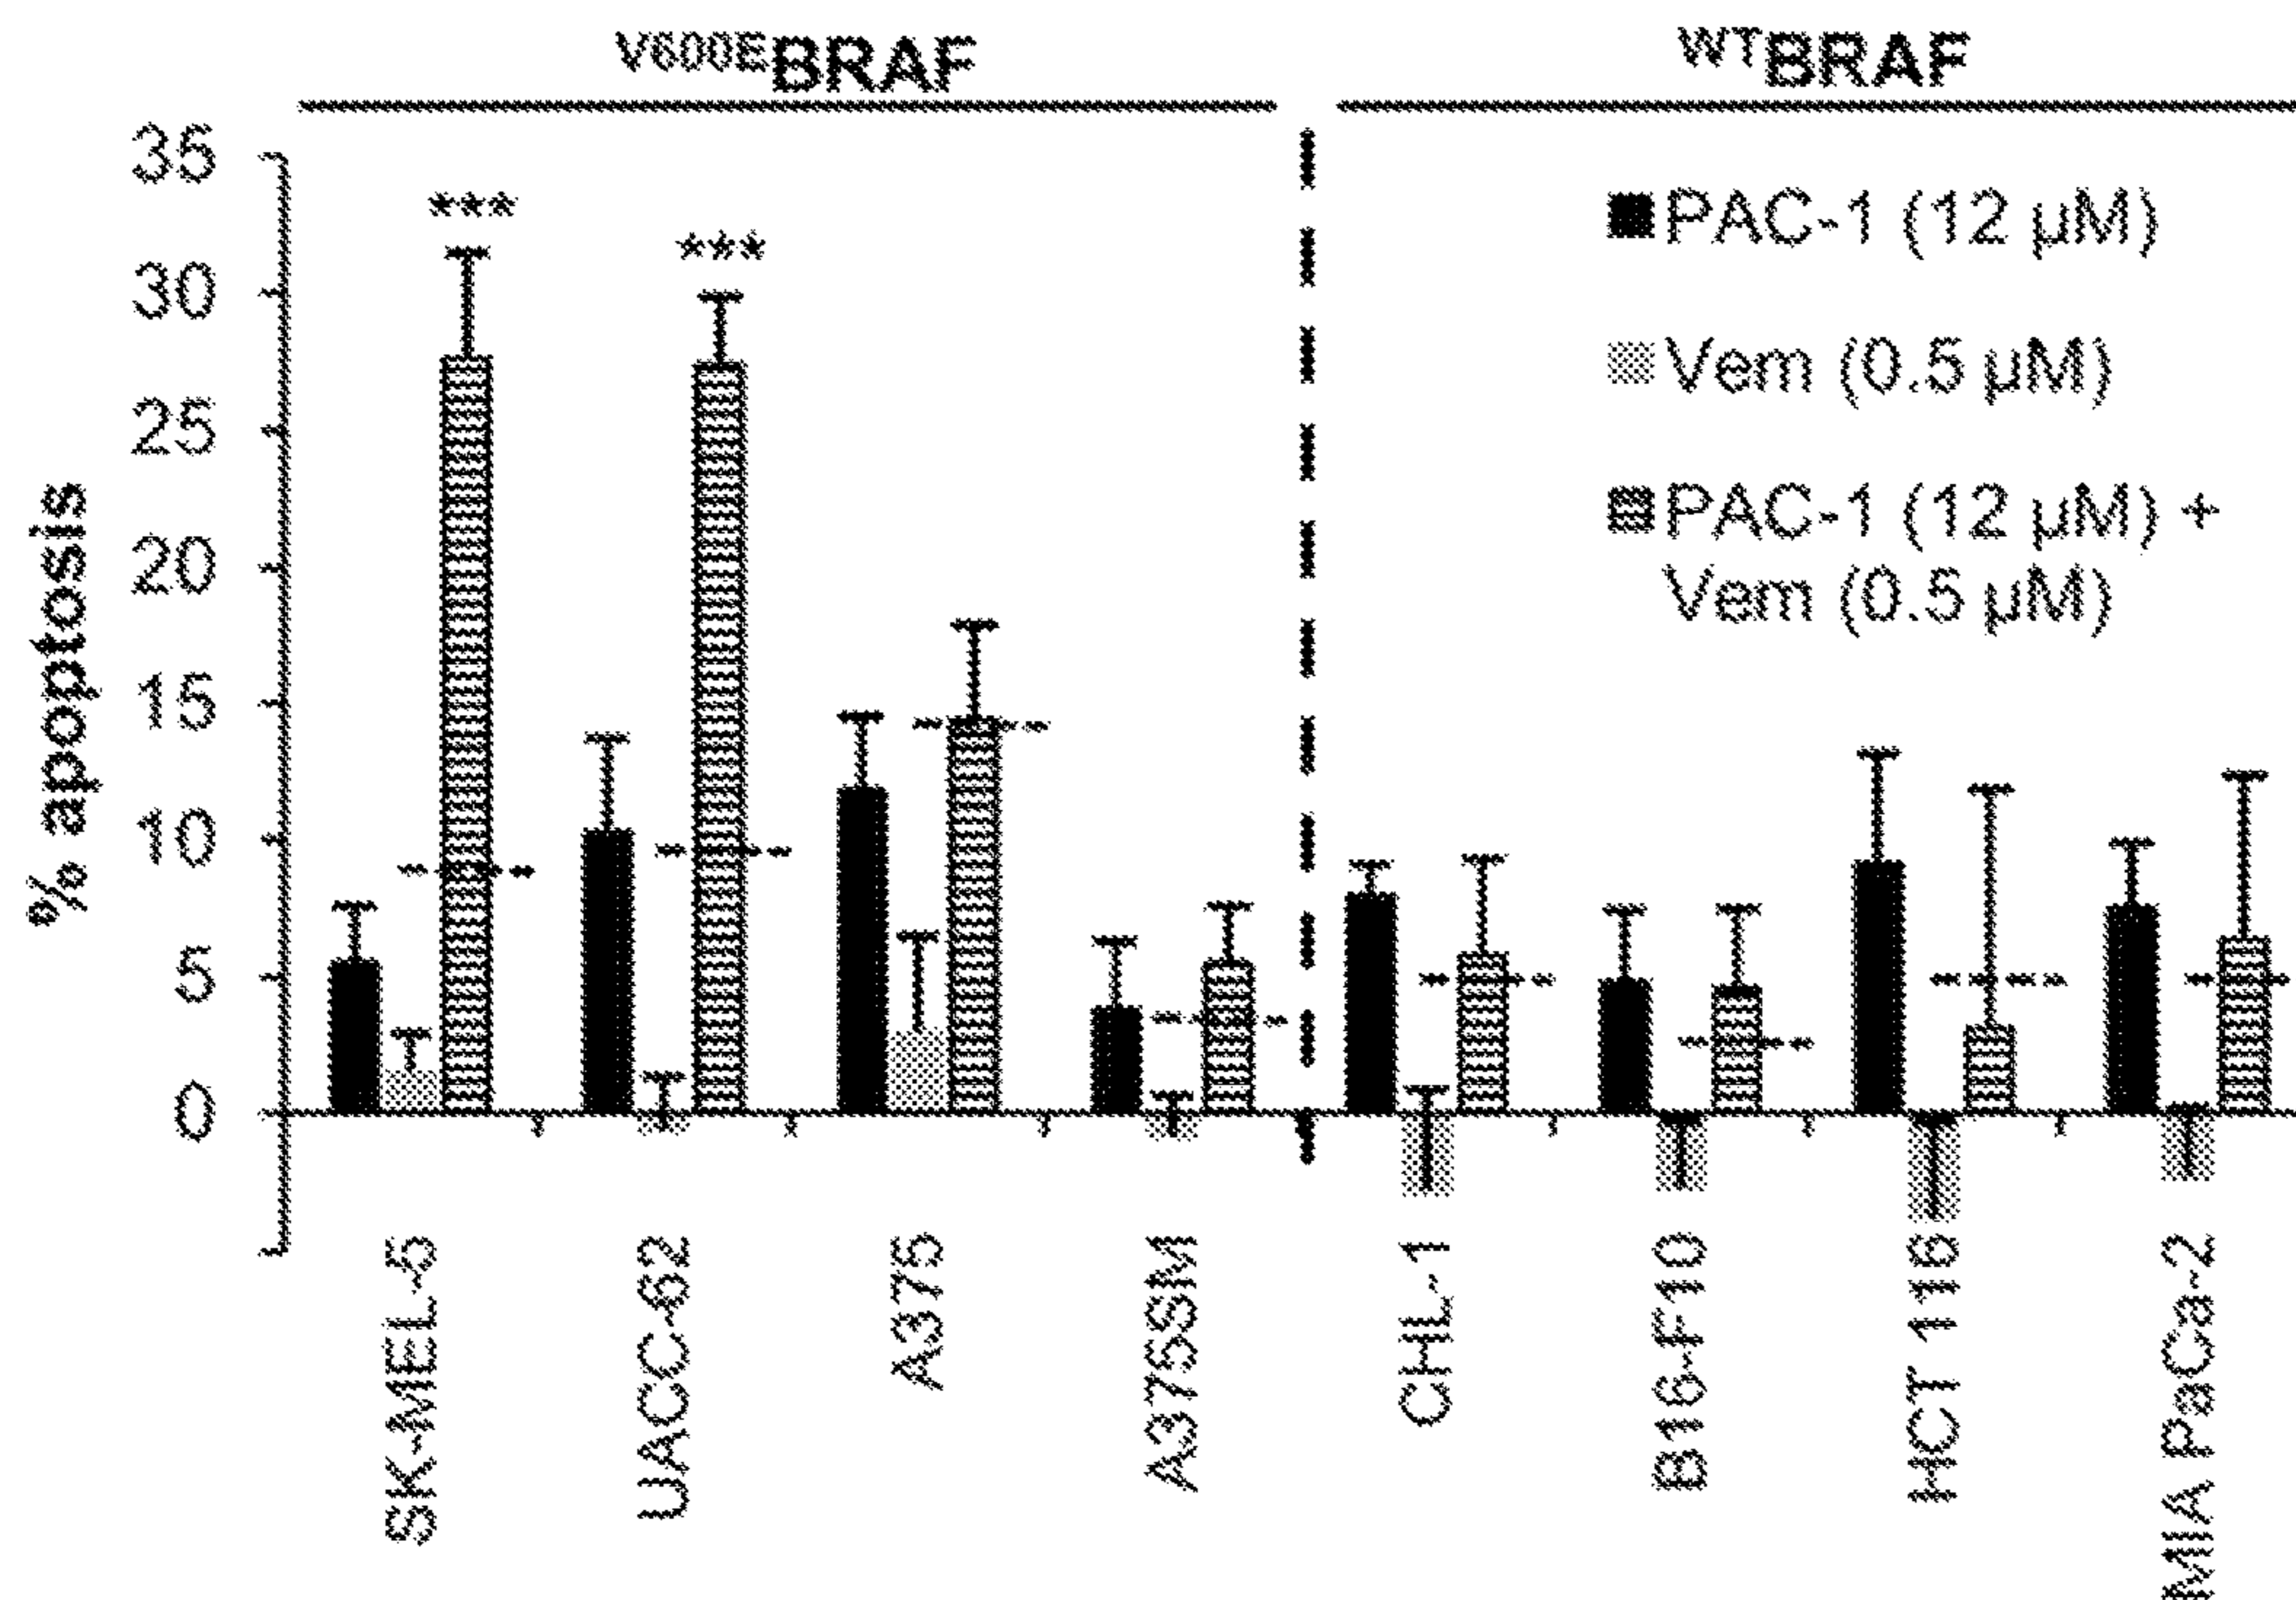 V600EBRAF
WTBRAF
35
30
25
20
15
10
5
0
% apoptosis
***
***
PAC-1 (12 µM)
Vem (0.5 µM)
PAC-1 (12 µM) +
Vem (0.5 µM)
SK-MEL-5
UACC-62
A375
A375SM
CHL-1
B16-F10
HCT 116
MIA PaCa-2